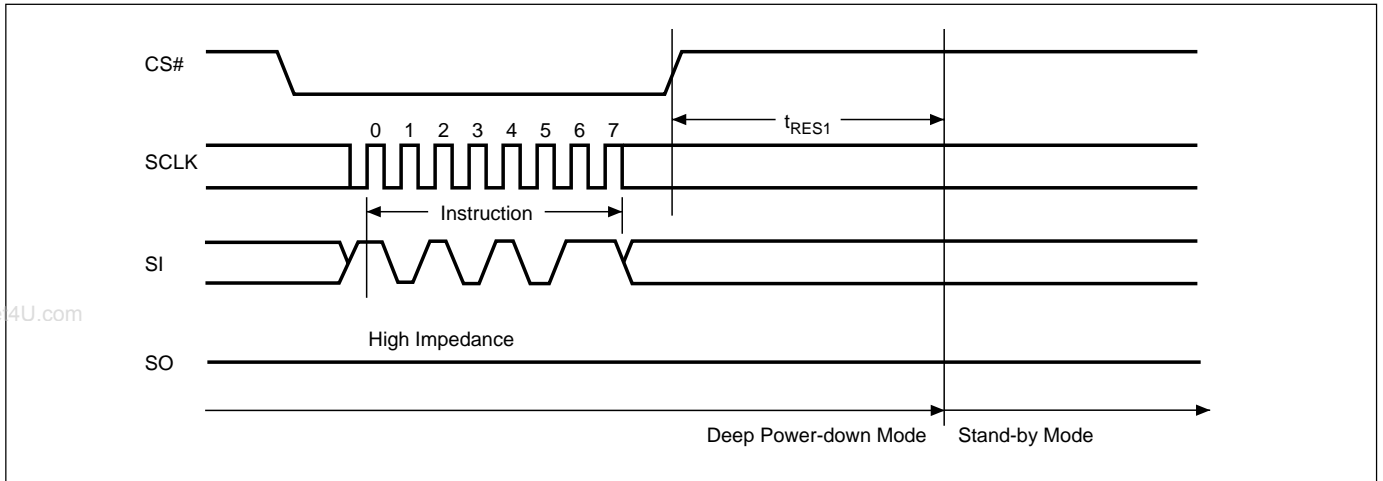 CS#
t_RES1
0 1 2 3 4 5 6 7
SCLK
Instruction
SI
4U.com
High Impedance
SO
Deep Power-down Mode Stand-by Mode